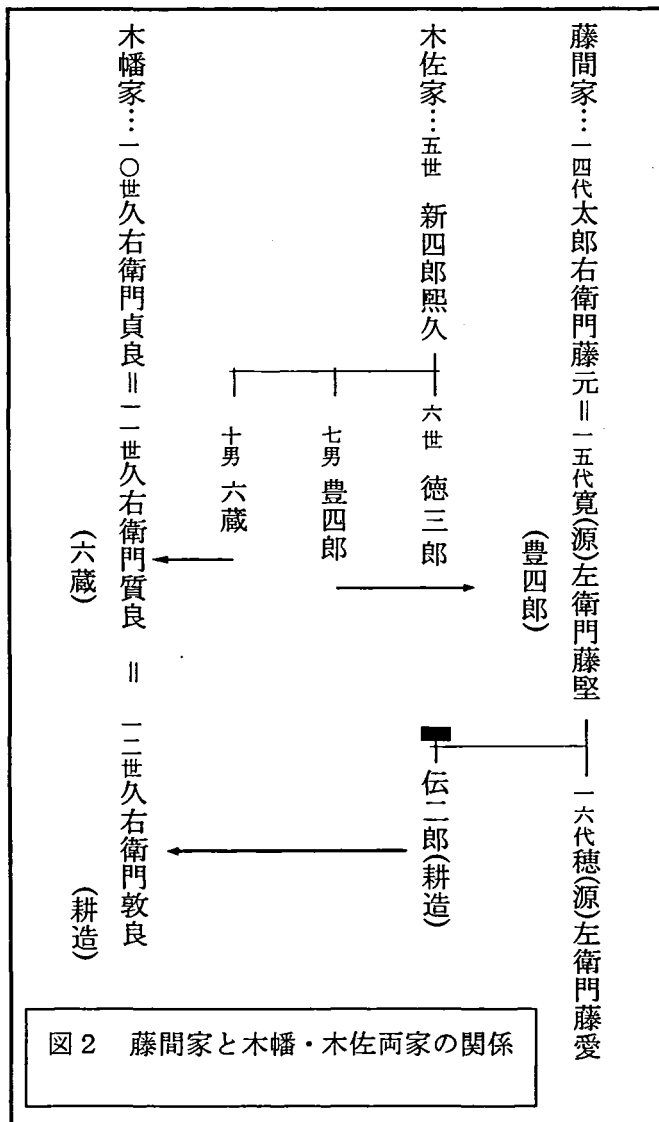 藤間家…一四代太郎右衛門藤元＝一五代寛(源)左衛門藤堅
(豊四郎)
一六代穂(源)左衛門藤愛
木佐家…五世　新四郎熙久
六世　徳三郎
七男　豊四郎
十男　六蔵
伝二郎(耕造)
木幡家…一〇世久右衛門貞良＝一一世久右衛門質良　＝　一二世久右衛門敦良
(六蔵)
(耕造)
図2　藤間家と木幡・木佐両家の関係